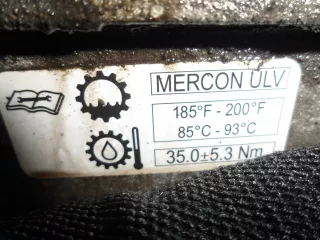 MERCON ULV
185°F - 200°F
85°C - 93°C
35.0±5.3 Nm